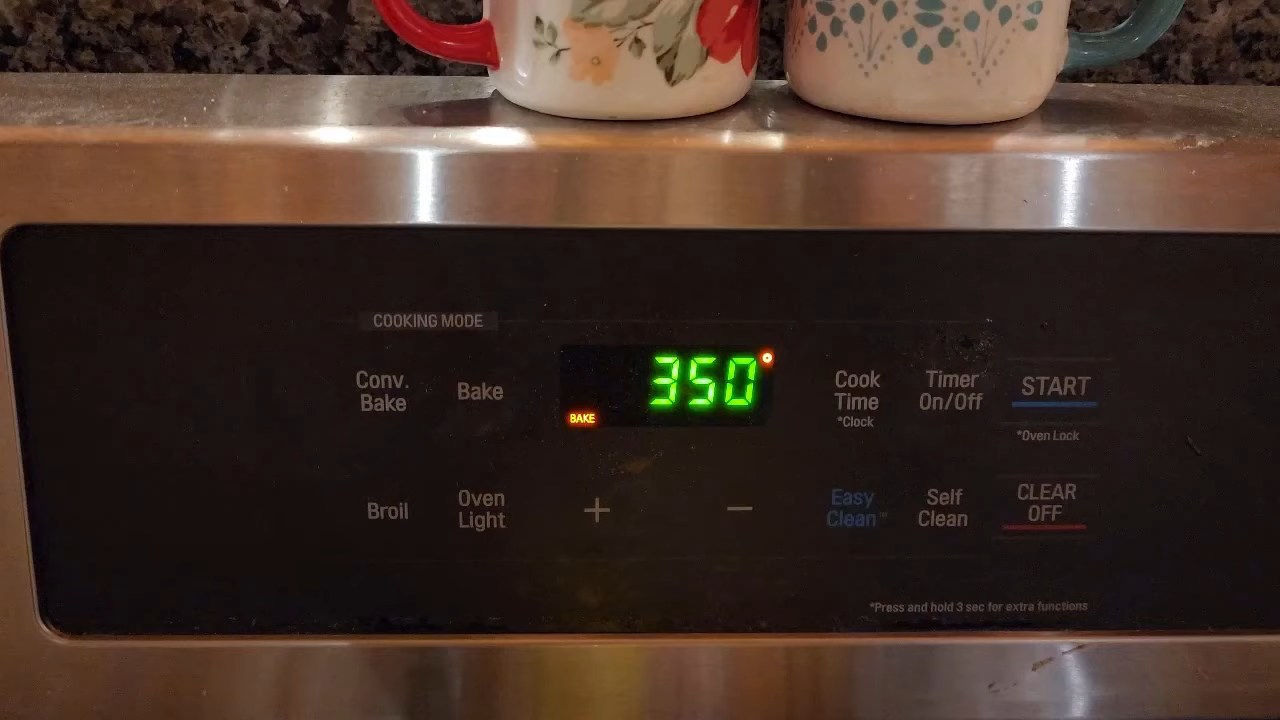 COOKING MODE
Conv.
Bake
Bake
350
BAKE
Cook
Time
*Clock
Timer
On/Off
START
*Oven Lock
Broil
Oven
Light
+
−
Easy
Clean™
Self
Clean
CLEAR
OFF
*Press and hold 3 sec for extra functions